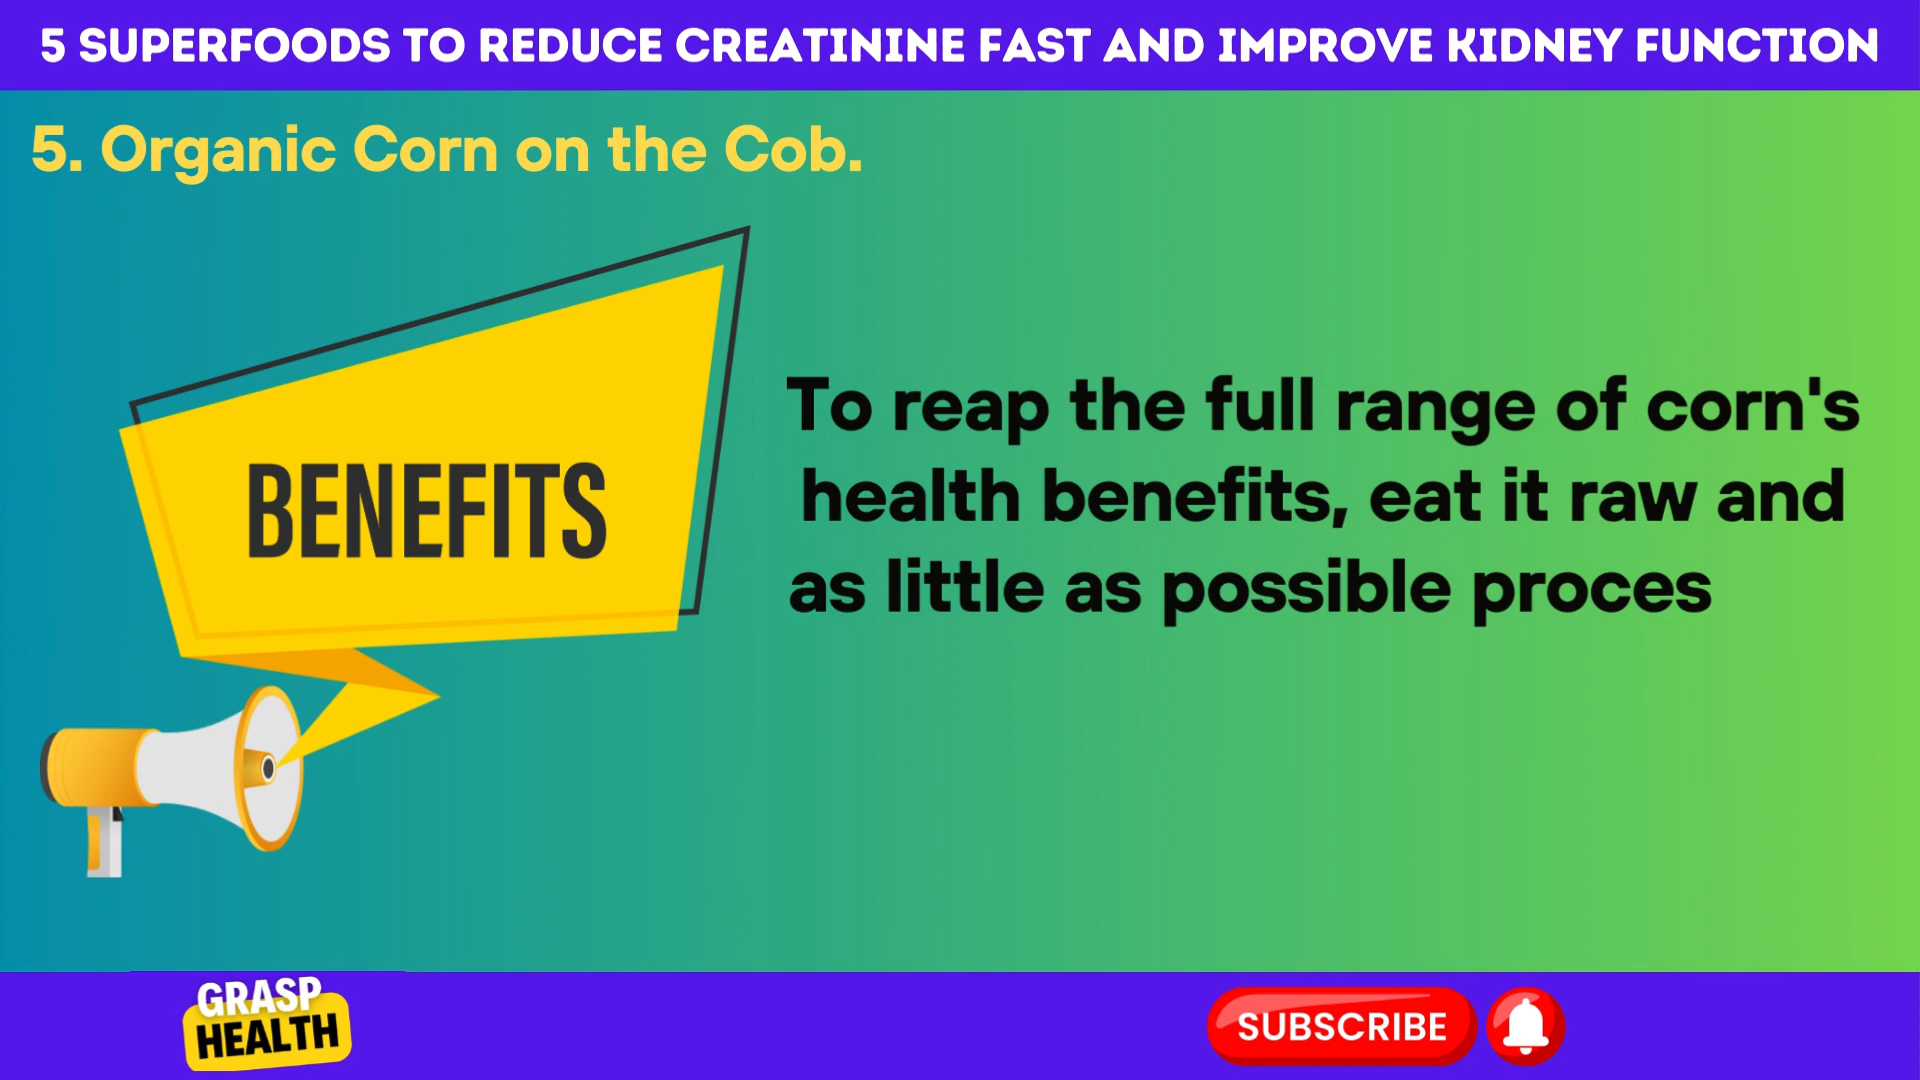 5 SUPERFOODS TO REDUCE CREATININE FAST AND IMPROVE KIDNEY FUNCTION
5. Organic Corn on the Cob.
BENEFITS
To reap the full range of corn's
health benefits, eat it raw and
as little as possible proces
GRASP
HEALTH
SUBSCRIBE